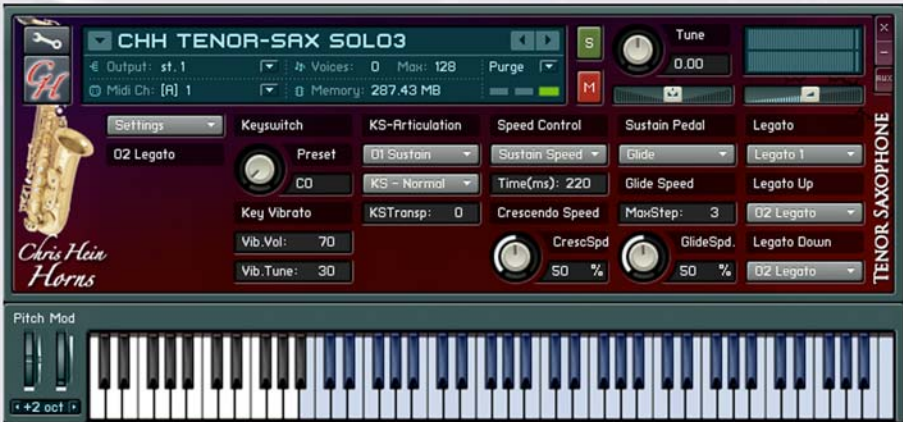 CHH TENOR-SAX SOLO3
Output: st. 1
Voices: 0 Max: 128
Purge
Midi Ch: [A] 1
Memory: 287.43 MB
S
M
Tune
0.00
×
-
AUX
GH
Chris Hein
Horns
Settings
02 Legato
Keyswitch
Preset
C0
Key Vibrato
Vib.Vol: 70
Vib.Tune: 30
KS-Articulation
01 Sustain
KS - Normal
KSTransp: 0
Speed Control
Sustain Speed
Time(ms): 220
Crescendo Speed
CrescSpd
50 %
Sustain Pedal
Glide
Glide Speed
MaxStep: 3
GlideSpd.
50 %
Legato
Legato 1
Legato Up
02 Legato
Legato Down
02 Legato
TENOR SAXOPHONE
Pitch Mod
+2 oct